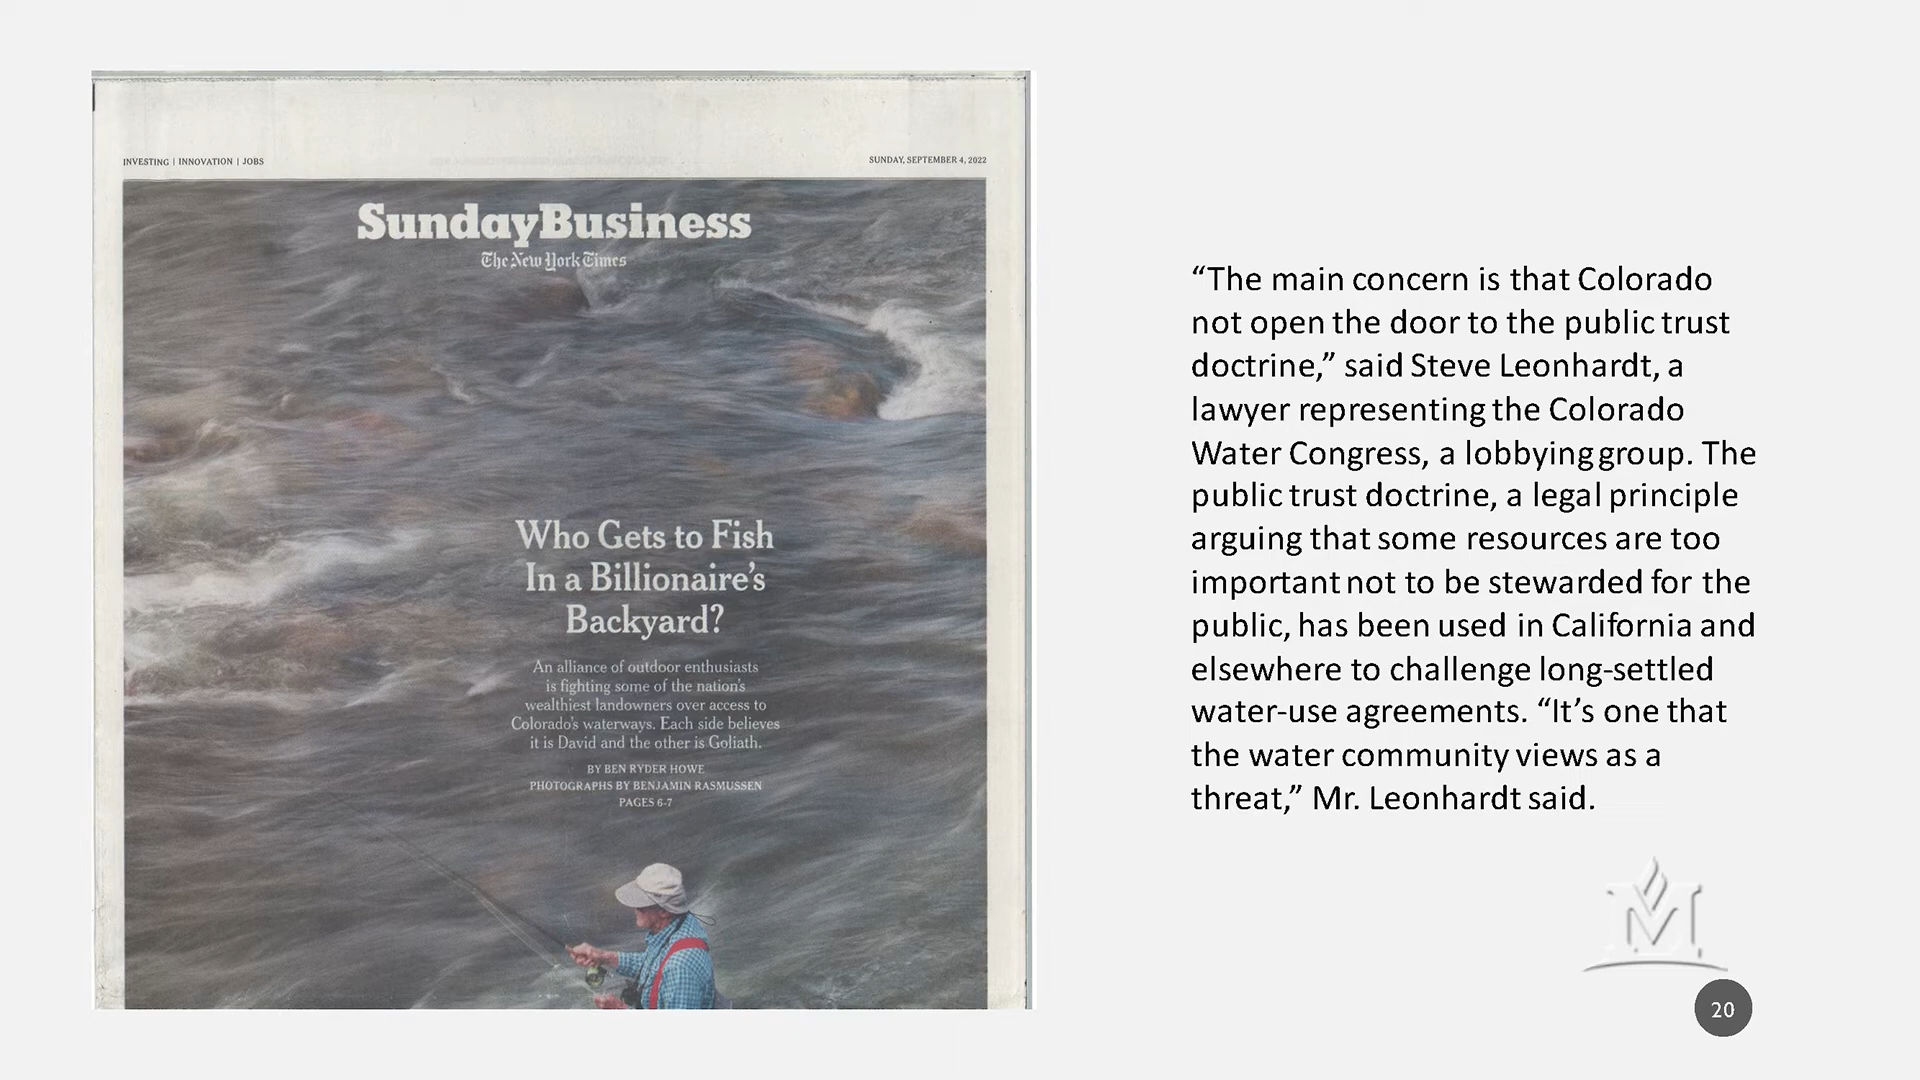 INVESTING | INNOVATION | JOBS
SUNDAY, SEPTEMBER 4, 2022
SundayBusiness
The New York Times
Who Gets to Fish
In a Billionaire's
Backyard?
An alliance of outdoor enthusiasts
is fighting some of the nation's
wealthiest landowners over access to
Colorado's waterways. Each side believes
it is David and the other is Goliath.
BY BEN RYDER HOWE
PHOTOGRAPHS BY BENJAMIN RASMUSSEN
PAGES 6-7
“The main concern is that Colorado
not open the door to the public trust
doctrine,” said Steve Leonhardt, a
lawyer representing the Colorado
Water Congress, a lobbying group. The
public trust doctrine, a legal principle
arguing that some resources are too
important not to be stewarded for the
public, has been used in California and
elsewhere to challenge long-settled
water-use agreements. “It’s one that
the water community views as a
threat,” Mr. Leonhardt said.
M
20